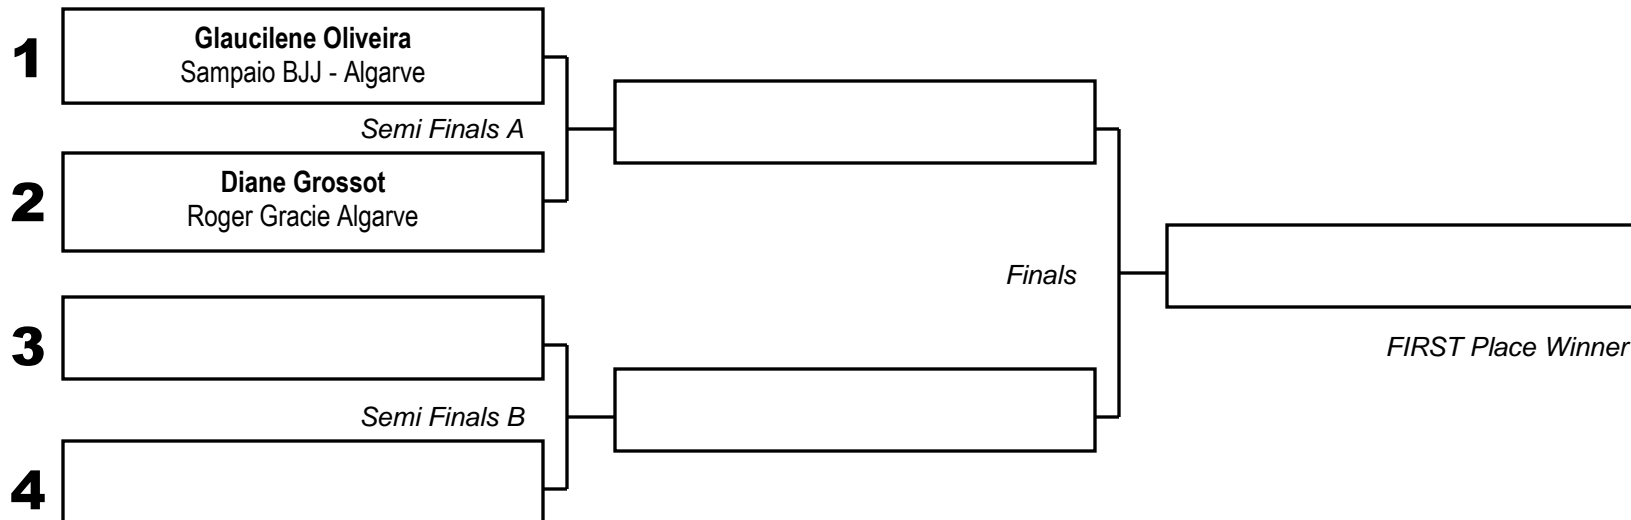 1
Glaucilene Oliveira
Sampaio BJJ - Algarve
Semi Finals A
2
Diane Grossot
Roger Gracie Algarve
3
Semi Finals B
4
Finals
FIRST Place Winner